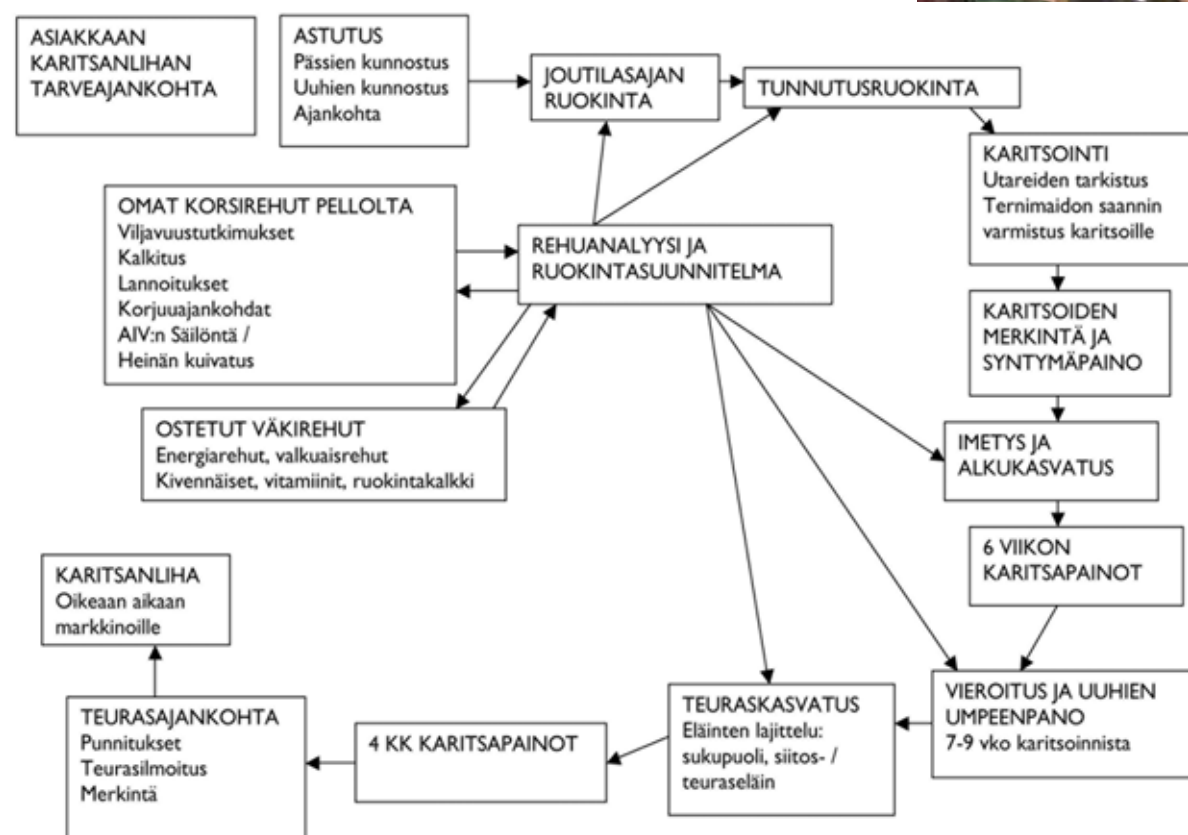 ASIAKKAAN
KARITSANLIHAN
TARVEAJANKOHTA
ASTUTUS
Pässien kunnostus
Uuhien kunnostus
Ajankohta
JOUTILASAJAN
RUOKINTA
TUNNUTUSRUOKINTA
KARITSOINTI
Utareiden tarkistus
Ternimaidon saannin
varmistus karitsoille
OMAT KORSIREHUT PELLOLTA
Viljavuustutkimukset
Kalkitus
Lannoitukset
Korjuuajankohdat
AIV:n Säilöntä /
Heinän kuivatus
REHUANALYYSI JA
RUOKINTASUUNNITELMA
KARITSOIDEN
MERKINTÄ JA
SYNTYMÄPAINO
OSTETUT VÄKIREHUT
Energiarehut, valkuaisrehut
Kivennäiset, vitamiinit, ruokintakalkki
IMETYS JA
ALKUKASVATUS
6 VIIKON
KARITSAPAINOT
KARITSANLIHA
Oikeaan aikaan
markkinoille
VIEROITUS JA UUHIEN
UMPEENPANO
7-9 vko karitsoinnista
TEURASKASVATUS
Eläinten lajittelu:
sukupuoli, siitos- /
teuraseläin
4 KK KARITSAPAINOT
TEURASAJANKOHTA
Punnitukset
Teurasilmoitus
Merkintä